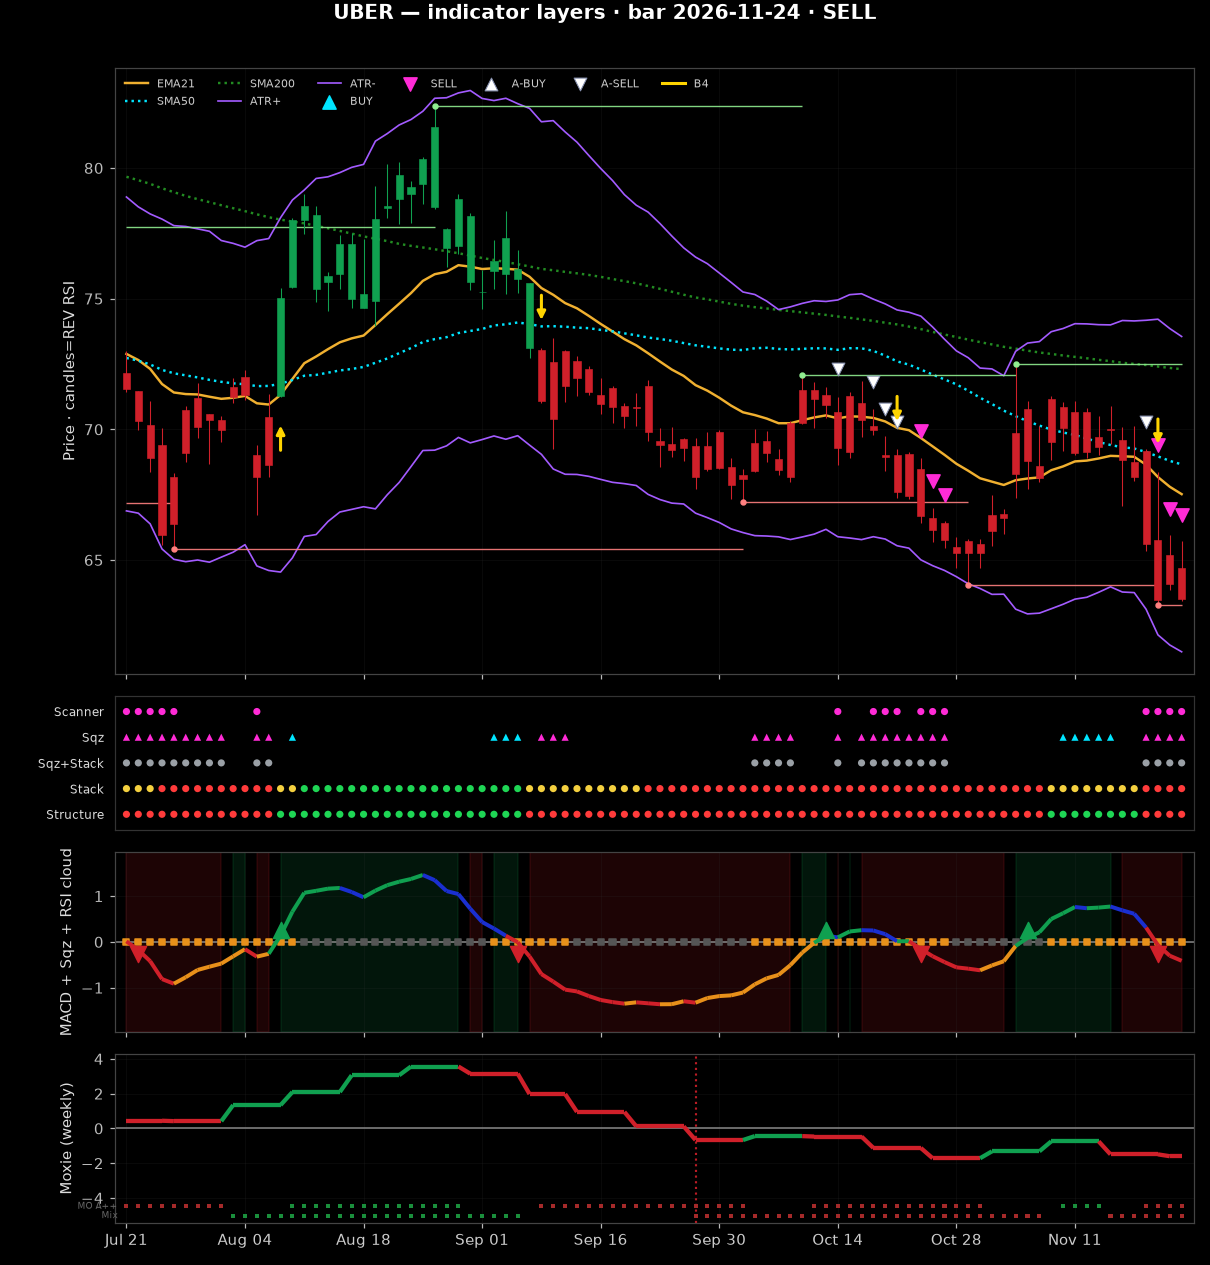 UBER — indicator layers · bar 2026-11-24 · SELL
EMA21 SMA200 ATR- SELL A-BUY A-SELL B4
SMA50 ATR+ BUY
80
75
70
65
Price · candles=REV RSI
Scanner
Sqz
Sqz+Stack
Stack
Structure
1
0
−1
MACD + Sqz + RSI cloud
4
2
0
−2
−4
Moxie (weekly)
MO A++
Mix
Jul 21 Aug 04 Aug 18 Sep 01 Sep 16 Sep 30 Oct 14 Oct 28 Nov 11